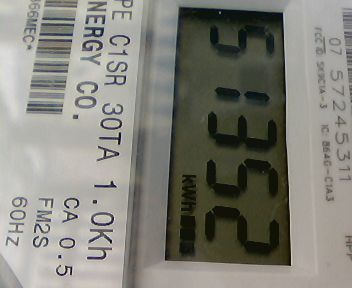 07 57245311
FCC ID: SK9C1A-3 IC: 864G-C1A3
51352
kWh
PE C1SR 30TA 1.0Kh
NERGY CO. CA 0.5
FM2S
60Hz